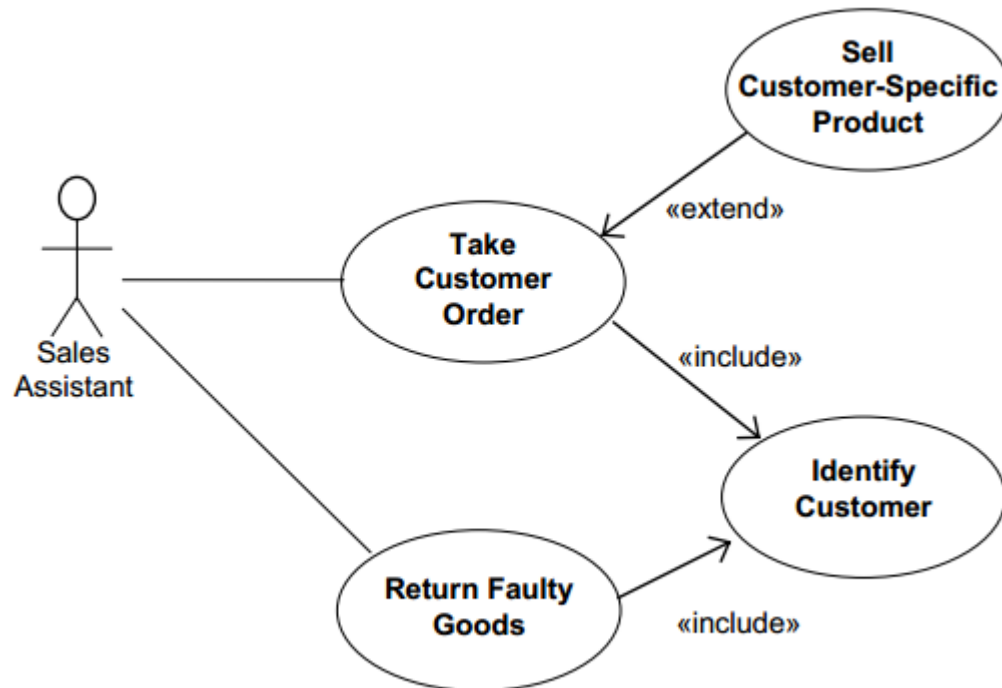 Sell
Customer-Specific
Product
«extend»
Take
Customer
Order
Sales
Assistant
«include»
Identify
Customer
Return Faulty
Goods
«include»